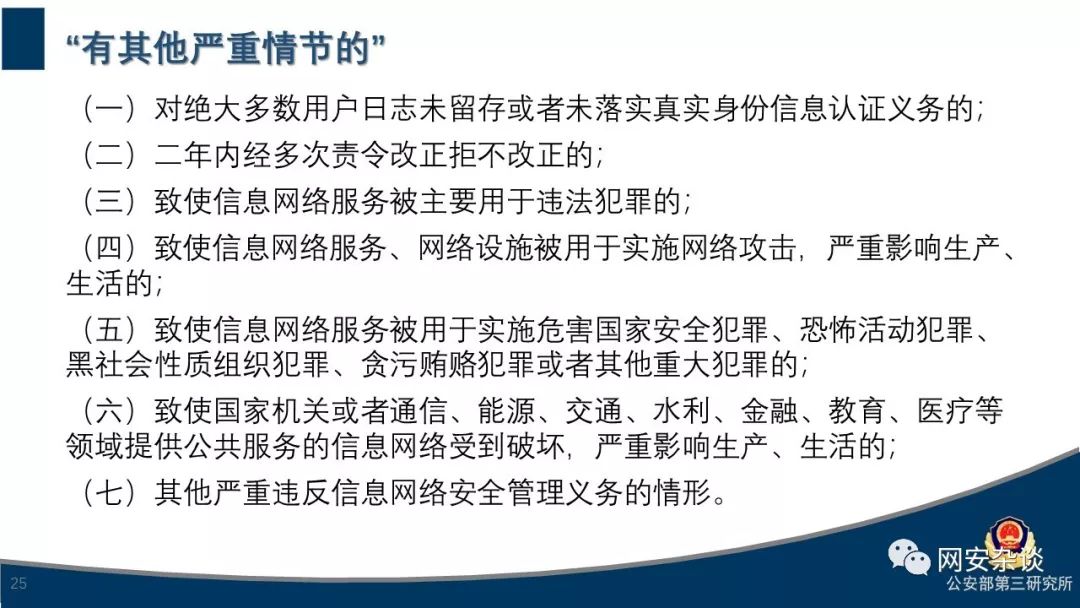 “有其他严重情节的”
（一）对绝大多数用户日志未留存或者未落实真实身份信息认证义务的；
（二）二年内经多次责令改正拒不改正的；
（三）致使信息网络服务被主要用于违法犯罪的；
（四）致使信息网络服务、网络设施被用于实施网络攻击，严重影响生产、
生活的；
（五）致使信息网络服务被用于实施危害国家安全犯罪、恐怖活动犯罪、
黑社会性质组织犯罪、贪污贿赂犯罪或者其他重大犯罪的；
（六）致使国家机关或者通信、能源、交通、水利、金融、教育、医疗等
领域提供公共服务的信息网络受到破坏，严重影响生产、生活的；
（七）其他严重违反信息网络安全管理义务的情形。
网安杂谈
25
公安部第三研究所